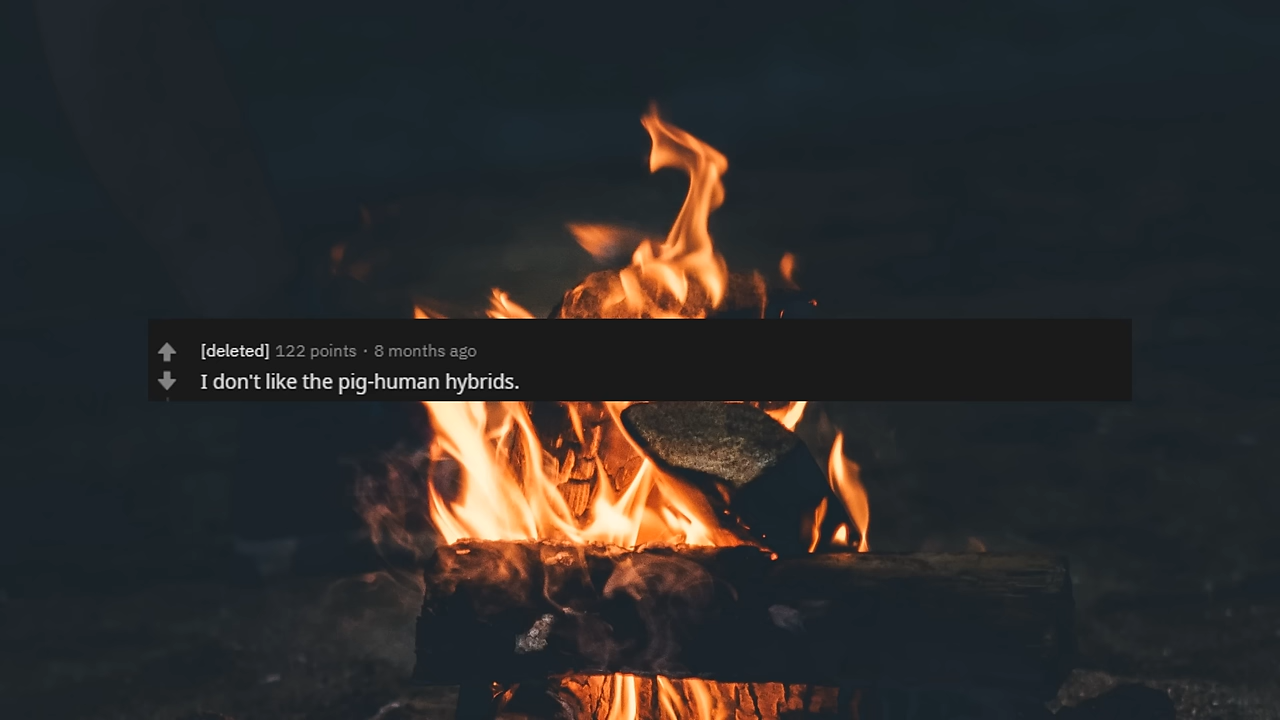 [deleted] 122 points · 8 months ago
I don't like the pig-human hybrids.